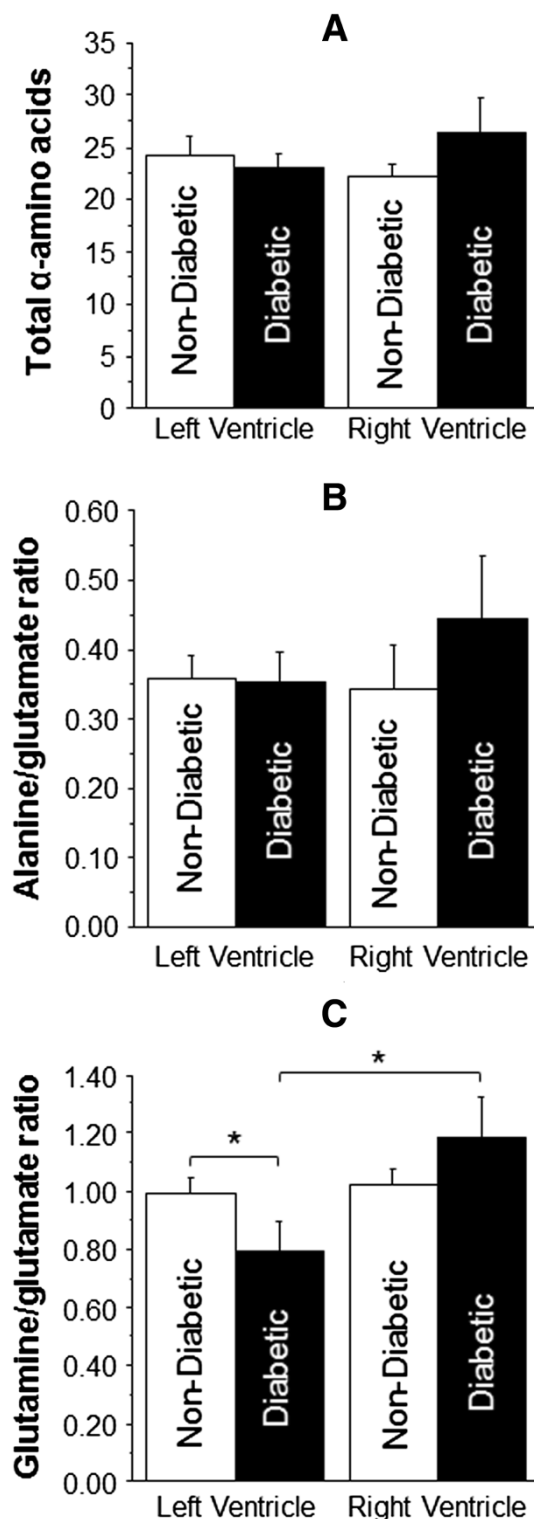 A
Total α-amino acids
35
30
25
20
15
10
5
0
Non-Diabetic
Diabetic
Non-Diabetic
Diabetic
Left Ventricle
Right Ventricle
B
Alanine/glutamate ratio
0.60
0.50
0.40
0.30
0.20
0.10
0.00
Non-Diabetic
Diabetic
Non-Diabetic
Diabetic
Left Ventricle
Right Ventricle
C
Glutamine/glutamate ratio
1.40
1.20
1.00
0.80
0.60
0.40
0.20
0.00
*
*
Non-Diabetic
Diabetic
Non-Diabetic
Diabetic
Left Ventricle
Right Ventricle